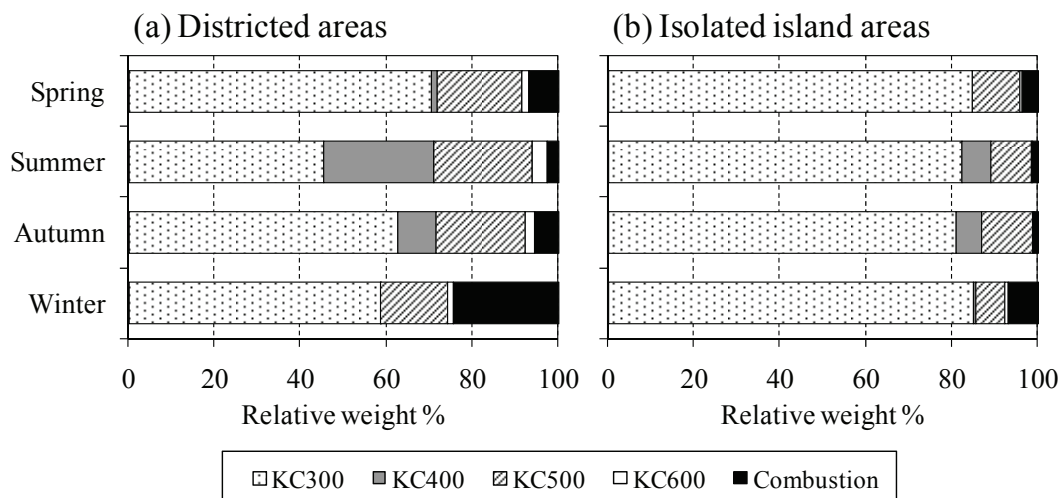 (a) Districted areas
(b) Isolated island areas
Spring
Summer
Autumn
Winter
0 20 40 60 80 100
0 20 40 60 80 100
Relative weight %
Relative weight %
KC300 KC400 KC500 KC600 Combustion